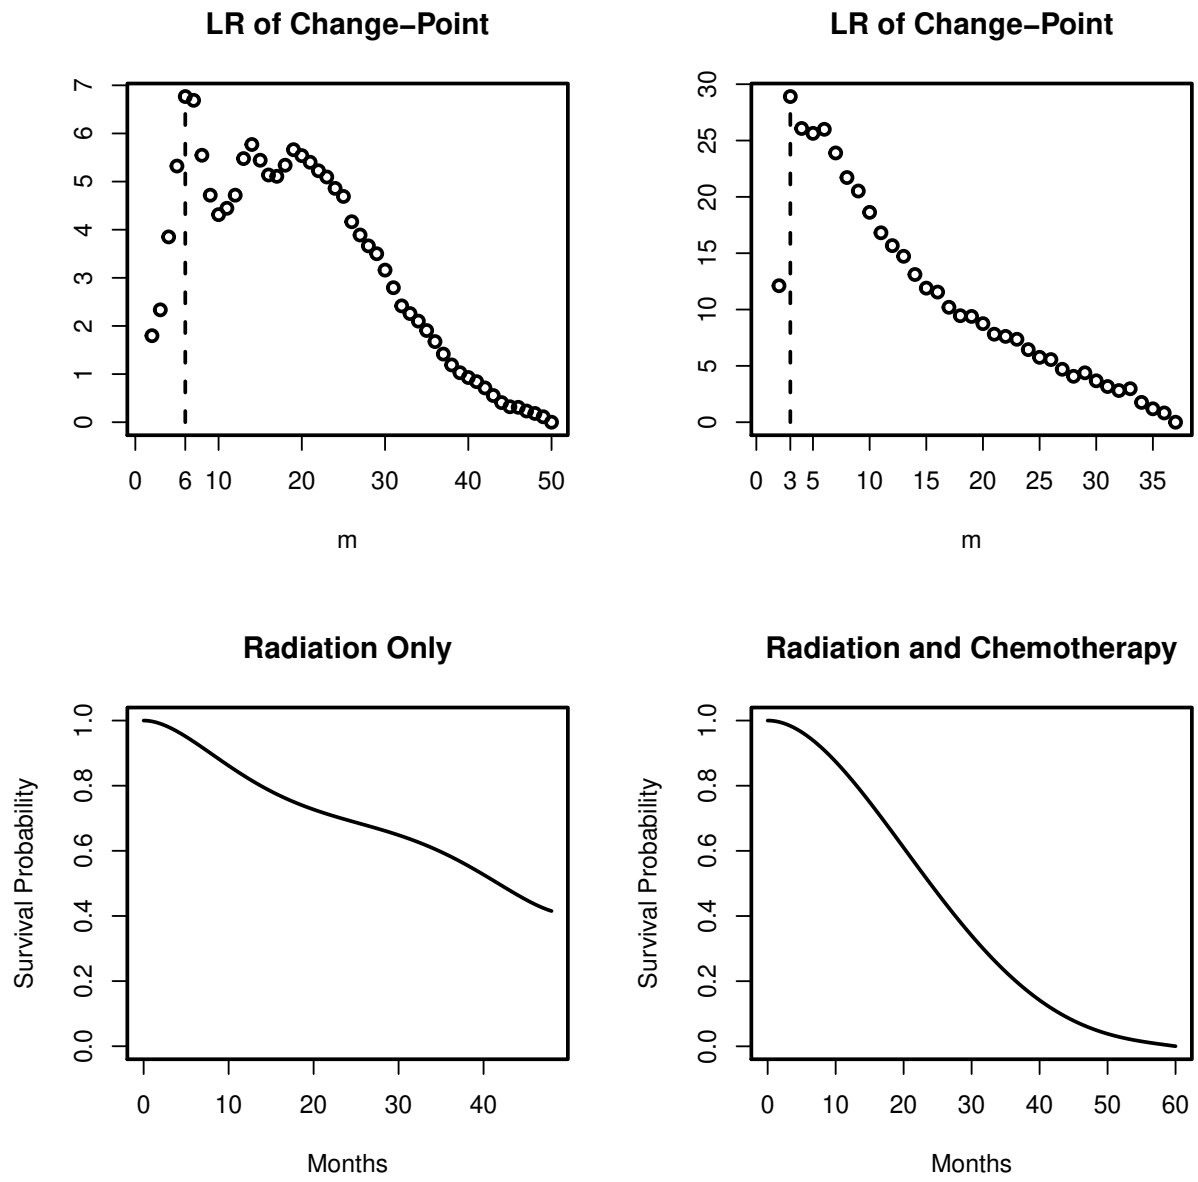 LR of Change–Point
7
6
5
4
3
2
1
0
0 6 10 20 30 40 50
m
LR of Change–Point
30
25
20
15
10
5
0
0 3 5 10 15 20 25 30 35
m
Radiation Only
Survival Probability
1.0
0.8
0.6
0.4
0.2
0.0
0 10 20 30 40
Months
Radiation and Chemotherapy
Survival Probability
1.0
0.8
0.6
0.4
0.2
0.0
0 10 20 30 40 50 60
Months